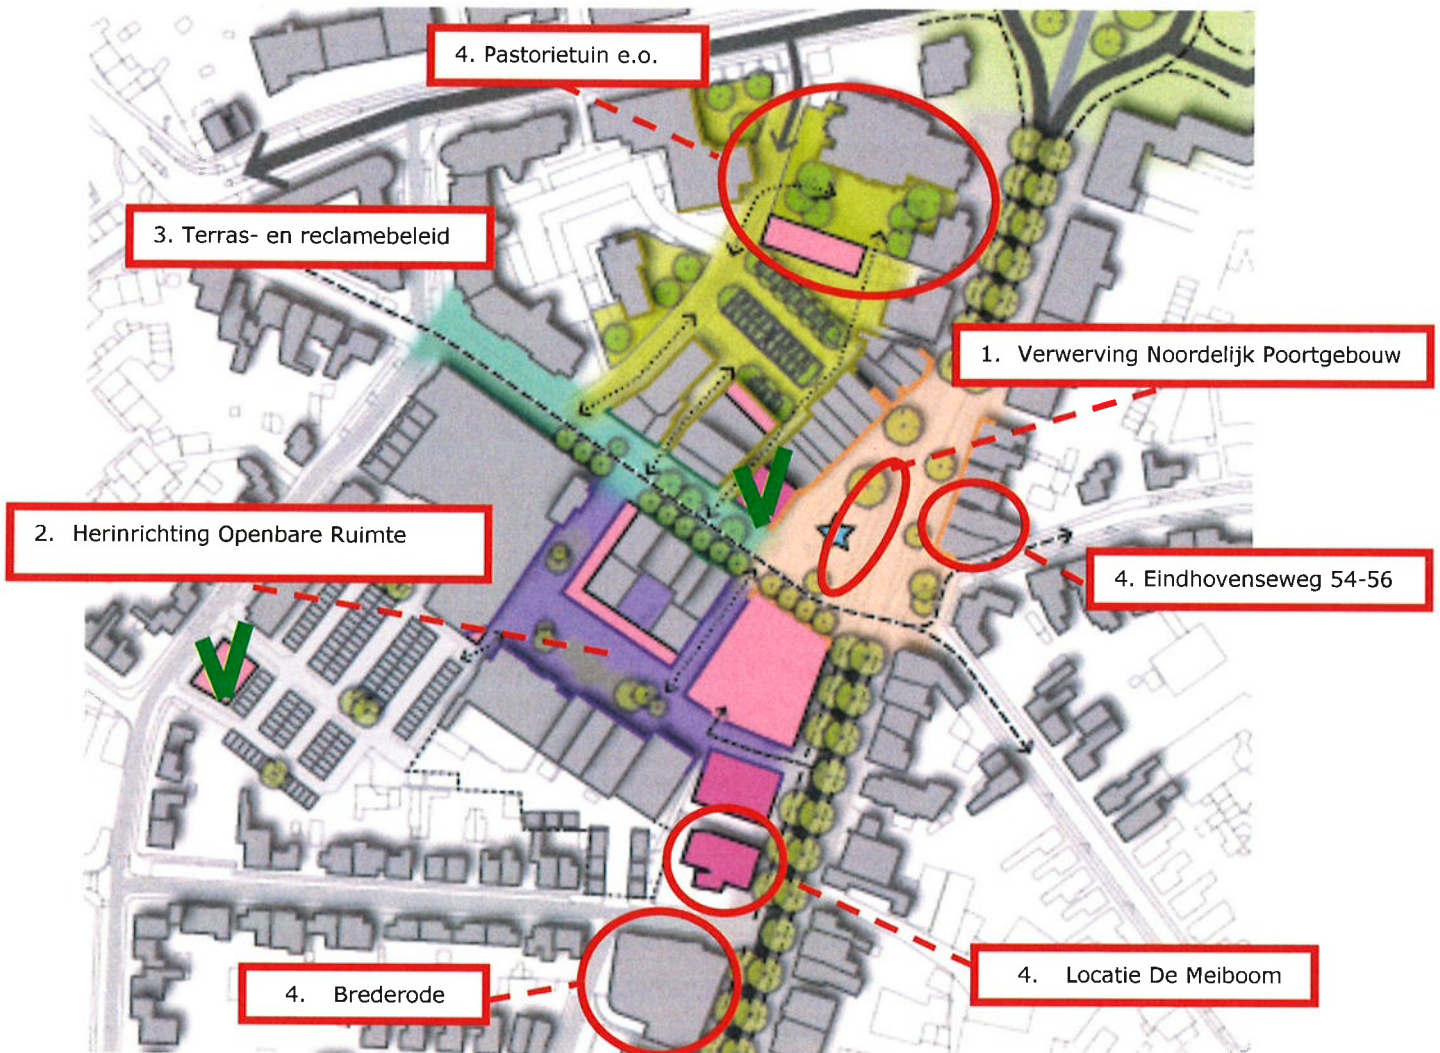 4. Pastorietuin e.o.
3. Terras- en reclamebeleid
1. Verwerving Noordelijk Poortgebouw
2. Herinrichting Openbare Ruimte
4. Eindhovenseweg 54-56
4. Brederode
4. Locatie De Meiboom